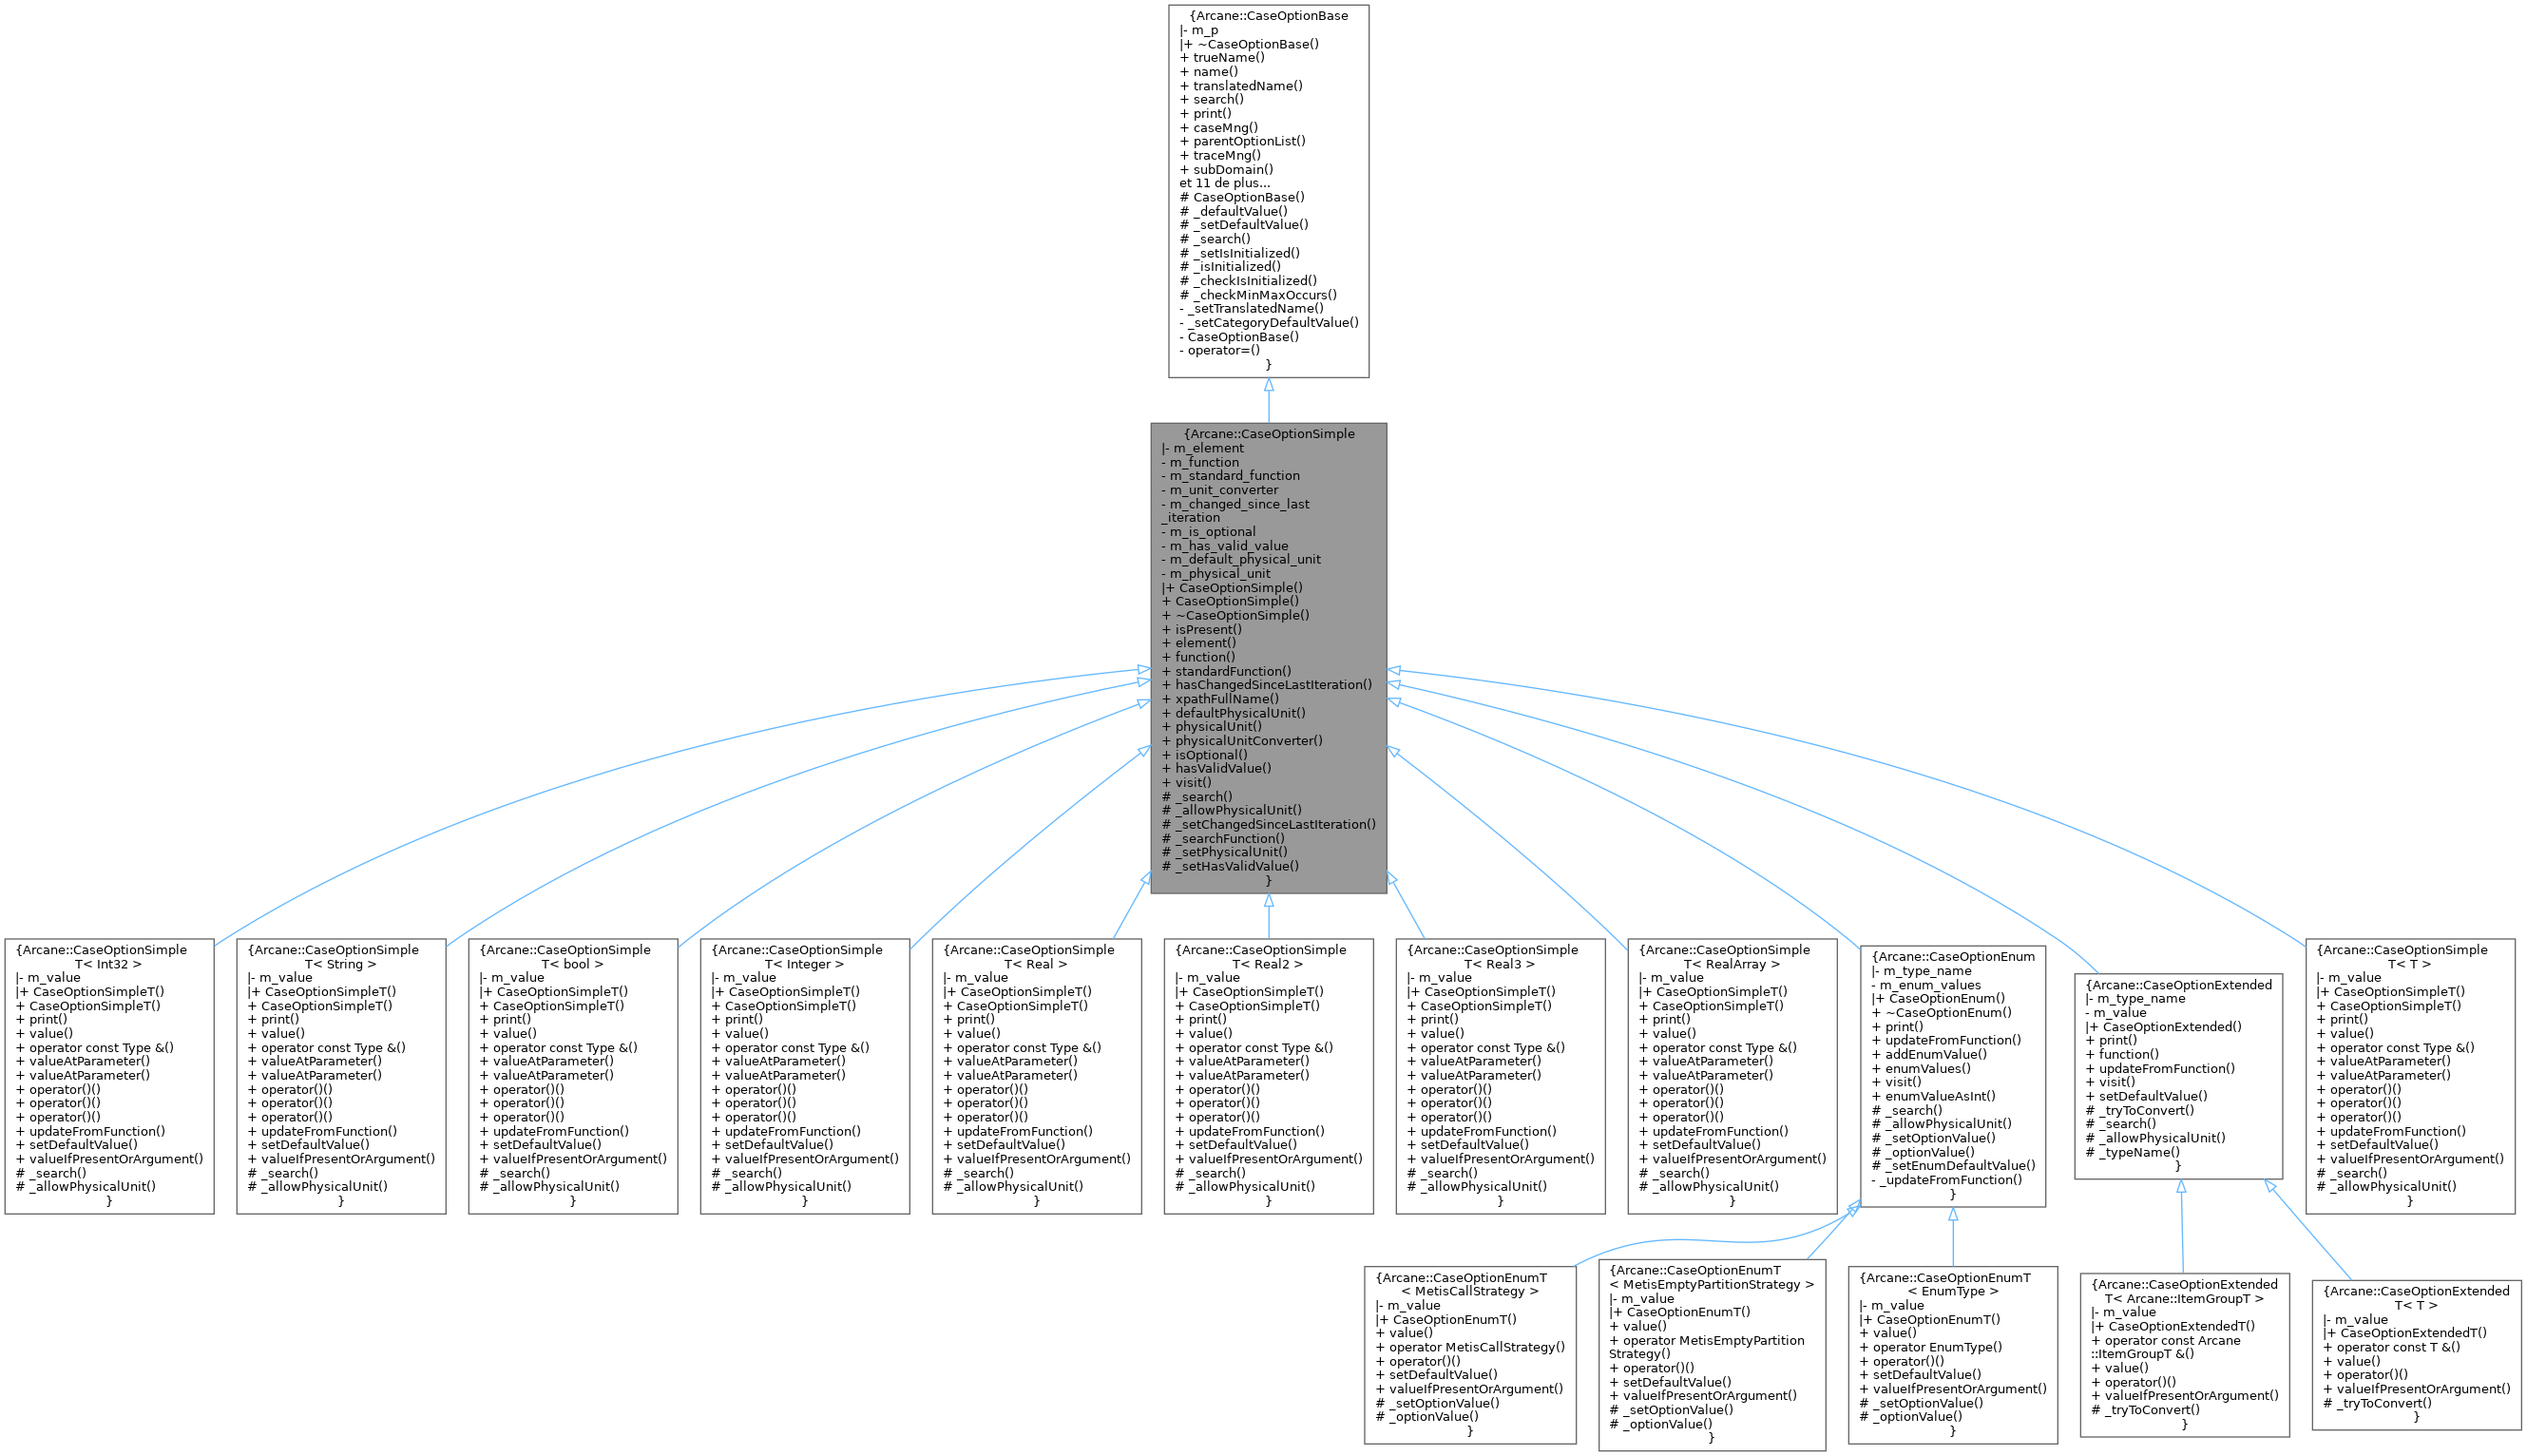 {Arcane::CaseOptionBase
|- m_p
|+ ~CaseOptionBase()
+ trueName()
+ name()
+ translatedName()
+ search()
+ print()
+ caseMng()
+ parentOptionList()
+ traceMng()
+ subDomain()
et 11 de plus...
# CaseOptionBase()
# _defaultValue()
# _setDefaultValue()
# _search()
# _setIsInitialized()
# _isInitialized()
# _checkIsInitialized()
# _checkMinMaxOccurs()
- _setTranslatedName()
- _setCategoryDefaultValue()
- CaseOptionBase()
- operator=()
}
{Arcane::CaseOptionSimple
|- m_element
- m_function
- m_standard_function
- m_unit_converter
- m_changed_since_last
_iteration
- m_is_optional
- m_has_valid_value
- m_default_physical_unit
- m_physical_unit
|+ CaseOptionSimple()
+ CaseOptionSimple()
+ ~CaseOptionSimple()
+ isPresent()
+ element()
+ function()
+ standardFunction()
+ hasChangedSinceLastIteration()
+ xpathFullName()
+ defaultPhysicalUnit()
+ physicalUnit()
+ physicalUnitConverter()
+ isOptional()
+ hasValidValue()
+ visit()
# _search()
# _allowPhysicalUnit()
# _setChangedSinceLastIteration()
# _searchFunction()
# _setPhysicalUnit()
# _setHasValidValue()
}
{Arcane::CaseOptionSimple
T< Int32 >
|- m_value
|+ CaseOptionSimpleT()
+ CaseOptionSimpleT()
+ print()
+ value()
+ operator const Type &()
+ valueAtParameter()
+ valueAtParameter()
+ operator()()
+ operator()()
+ operator()()
+ updateFromFunction()
+ setDefaultValue()
+ valueIfPresentOrArgument()
# _search()
# _allowPhysicalUnit()
}
{Arcane::CaseOptionSimple
T< String >
|- m_value
|+ CaseOptionSimpleT()
+ CaseOptionSimpleT()
+ print()
+ value()
+ operator const Type &()
+ valueAtParameter()
+ valueAtParameter()
+ operator()()
+ operator()()
+ operator()()
+ updateFromFunction()
+ setDefaultValue()
+ valueIfPresentOrArgument()
# _search()
# _allowPhysicalUnit()
}
{Arcane::CaseOptionSimple
T< bool >
|- m_value
|+ CaseOptionSimpleT()
+ CaseOptionSimpleT()
+ print()
+ value()
+ operator const Type &()
+ valueAtParameter()
+ valueAtParameter()
+ operator()()
+ operator()()
+ operator()()
+ updateFromFunction()
+ setDefaultValue()
+ valueIfPresentOrArgument()
# _search()
# _allowPhysicalUnit()
}
{Arcane::CaseOptionSimple
T< Integer >
|- m_value
|+ CaseOptionSimpleT()
+ CaseOptionSimpleT()
+ print()
+ value()
+ operator const Type &()
+ valueAtParameter()
+ valueAtParameter()
+ operator()()
+ operator()()
+ operator()()
+ updateFromFunction()
+ setDefaultValue()
+ valueIfPresentOrArgument()
# _search()
# _allowPhysicalUnit()
}
{Arcane::CaseOptionSimple
T< Real >
|- m_value
|+ CaseOptionSimpleT()
+ CaseOptionSimpleT()
+ print()
+ value()
+ operator const Type &()
+ valueAtParameter()
+ valueAtParameter()
+ operator()()
+ operator()()
+ operator()()
+ updateFromFunction()
+ setDefaultValue()
+ valueIfPresentOrArgument()
# _search()
# _allowPhysicalUnit()
}
{Arcane::CaseOptionSimple
T< Real2 >
|- m_value
|+ CaseOptionSimpleT()
+ CaseOptionSimpleT()
+ print()
+ value()
+ operator const Type &()
+ valueAtParameter()
+ valueAtParameter()
+ operator()()
+ operator()()
+ operator()()
+ updateFromFunction()
+ setDefaultValue()
+ valueIfPresentOrArgument()
# _search()
# _allowPhysicalUnit()
}
{Arcane::CaseOptionSimple
T< Real3 >
|- m_value
|+ CaseOptionSimpleT()
+ CaseOptionSimpleT()
+ print()
+ value()
+ operator const Type &()
+ valueAtParameter()
+ valueAtParameter()
+ operator()()
+ operator()()
+ operator()()
+ updateFromFunction()
+ setDefaultValue()
+ valueIfPresentOrArgument()
# _search()
# _allowPhysicalUnit()
}
{Arcane::CaseOptionSimple
T< RealArray >
|- m_value
|+ CaseOptionSimpleT()
+ CaseOptionSimpleT()
+ print()
+ value()
+ operator const Type &()
+ valueAtParameter()
+ valueAtParameter()
+ operator()()
+ operator()()
+ operator()()
+ updateFromFunction()
+ setDefaultValue()
+ valueIfPresentOrArgument()
# _search()
# _allowPhysicalUnit()
}
{Arcane::CaseOptionEnum
|- m_type_name
- m_enum_values
|+ CaseOptionEnum()
+ ~CaseOptionEnum()
+ print()
+ updateFromFunction()
+ addEnumValue()
+ enumValues()
+ visit()
+ enumValueAsInt()
# _search()
# _allowPhysicalUnit()
# _setOptionValue()
# _optionValue()
# _setEnumDefaultValue()
- _updateFromFunction()
}
{Arcane::CaseOptionExtended
|- m_type_name
- m_value
|+ CaseOptionExtended()
+ print()
+ function()
+ updateFromFunction()
+ visit()
+ setDefaultValue()
# _tryToConvert()
# _search()
# _allowPhysicalUnit()
# _typeName()
}
{Arcane::CaseOptionSimple
T< T >
|- m_value
|+ CaseOptionSimpleT()
+ CaseOptionSimpleT()
+ print()
+ value()
+ operator const Type &()
+ valueAtParameter()
+ valueAtParameter()
+ operator()()
+ operator()()
+ operator()()
+ updateFromFunction()
+ setDefaultValue()
+ valueIfPresentOrArgument()
# _search()
# _allowPhysicalUnit()
}
{Arcane::CaseOptionEnumT
< MetisCallStrategy >
|- m_value
|+ CaseOptionEnumT()
+ value()
+ operator MetisCallStrategy()
+ operator()()
+ setDefaultValue()
+ valueIfPresentOrArgument()
# _setOptionValue()
# _optionValue()
}
{Arcane::CaseOptionEnumT
< MetisEmptyPartitionStrategy >
|- m_value
|+ CaseOptionEnumT()
+ value()
+ operator MetisEmptyPartition
Strategy()
+ operator()()
+ setDefaultValue()
+ valueIfPresentOrArgument()
# _setOptionValue()
# _optionValue()
}
{Arcane::CaseOptionEnumT
< EnumType >
|- m_value
|+ CaseOptionEnumT()
+ value()
+ operator EnumType()
+ operator()()
+ setDefaultValue()
+ valueIfPresentOrArgument()
# _setOptionValue()
# _optionValue()
}
{Arcane::CaseOptionExtended
T< Arcane::ItemGroupT >
|- m_value
|+ CaseOptionExtendedT()
+ operator const Arcane
::ItemGroupT &()
+ value()
+ operator()()
+ valueIfPresentOrArgument()
# _tryToConvert()
}
{Arcane::CaseOptionExtended
T< T >
|- m_value
|+ CaseOptionExtendedT()
+ operator const T &()
+ value()
+ operator()()
+ valueIfPresentOrArgument()
# _tryToConvert()
}